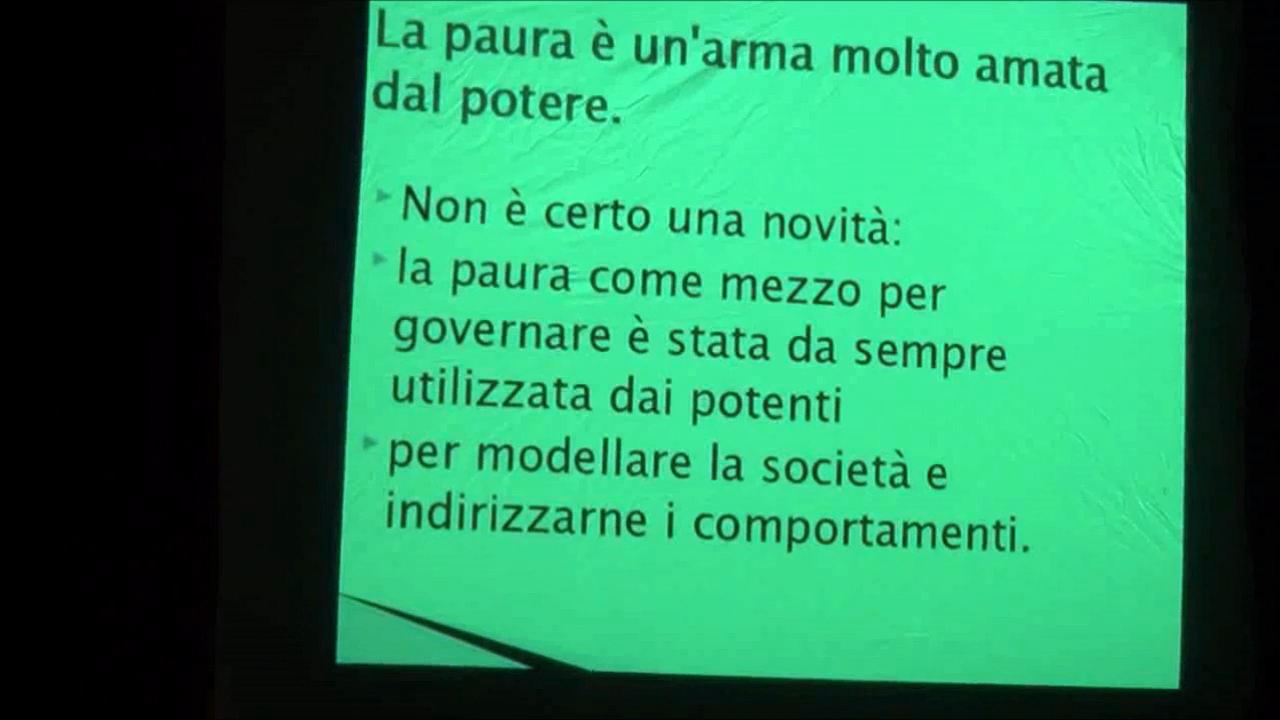 La paura è un'arma molto amata
dal potere.
Non è certo una novità:
la paura come mezzo per
governare è stata da sempre
utilizzata dai potenti
per modellare la società e
indirizzarne i comportamenti.